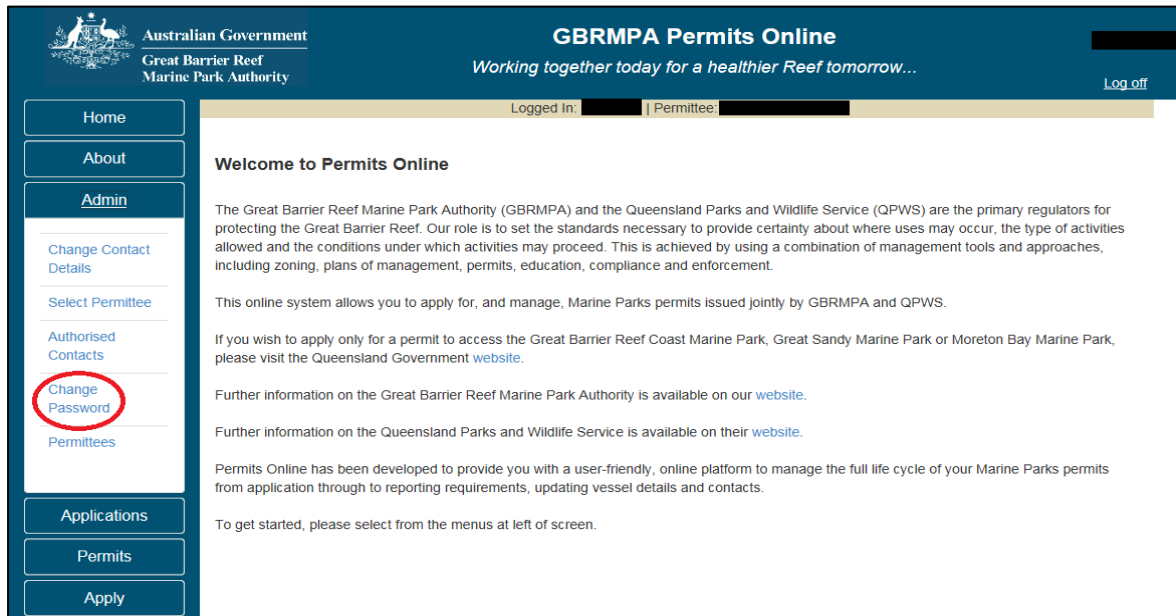 Australian Government
Great Barrier Reef
Marine Park Authority
GBRMPA Permits Online
Working together today for a healthier Reef tomorrow...
Log off
Logged In: | Permittee:
Home
About
Admin
Change Contact
Details
Select Permittee
Authorised
Contacts
Change
Password
Permittees
Applications
Permits
Apply
Welcome to Permits Online
The Great Barrier Reef Marine Park Authority (GBRMPA) and the Queensland Parks and Wildlife Service (QPWS) are the primary regulators for
protecting the Great Barrier Reef. Our role is to set the standards necessary to provide certainty about where uses may occur, the type of activities
allowed and the conditions under which activities may proceed. This is achieved by using a combination of management tools and approaches,
including zoning, plans of management, permits, education, compliance and enforcement.
This online system allows you to apply for, and manage, Marine Parks permits issued jointly by GBRMPA and QPWS.
If you wish to apply only for a permit to access the Great Barrier Reef Coast Marine Park, Great Sandy Marine Park or Moreton Bay Marine Park,
please visit the Queensland Government website.
Further information on the Great Barrier Reef Marine Park Authority is available on our website.
Further information on the Queensland Parks and Wildlife Service is available on their website.
Permits Online has been developed to provide you with a user-friendly, online platform to manage the full life cycle of your Marine Parks permits
from application through to reporting requirements, updating vessel details and contacts.
To get started, please select from the menus at left of screen.